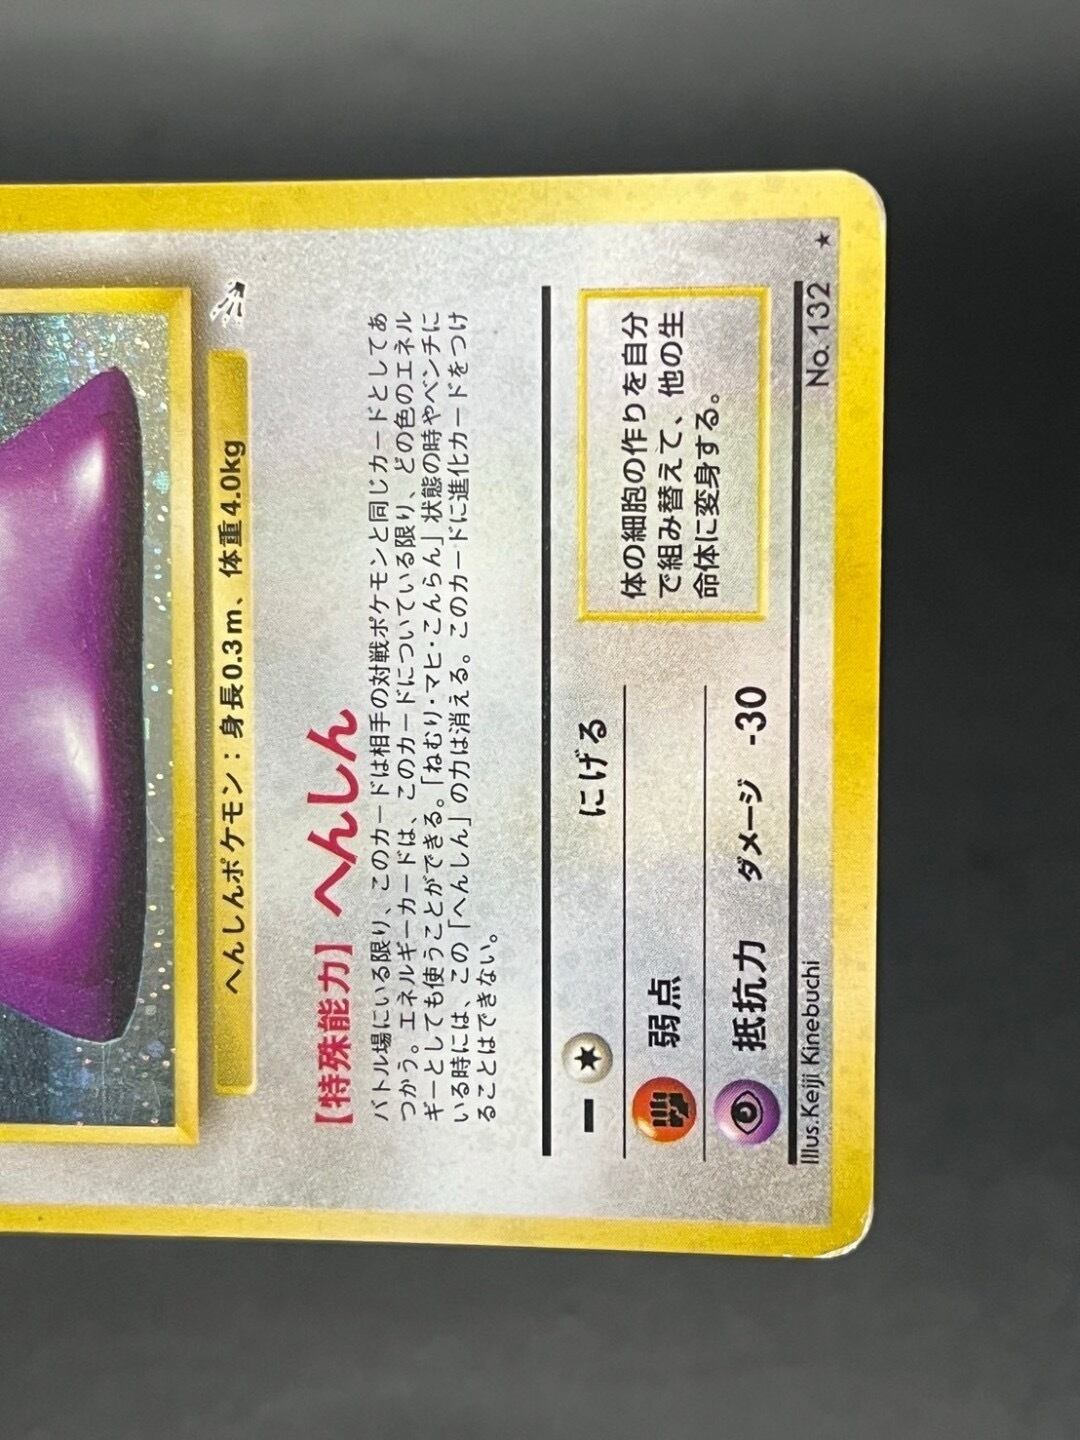 へんしんポケモン：身長0.3m、体重4.0kg
【特殊能力】へんしん
バトル場にいる限り、このカードは相手の対戦ポケモンと同じカードとしてあ
つかう。エネルギーカードは、このカードについている限り、どの色のエネル
ギーとしても使うことができる。「ねむり・マヒ・こんらん」状態の時やベンチに
いる時には、この「へんしん」の力は消える。このカードに進化カードをつけ
ることはできない。
にげる
弱点
抵抗力 ダメージ -30
体の細胞の作りを自分
で組み替えて、他の生
命体に変身する。
Illus.Keiji Kinebuchi
No. 132 ★